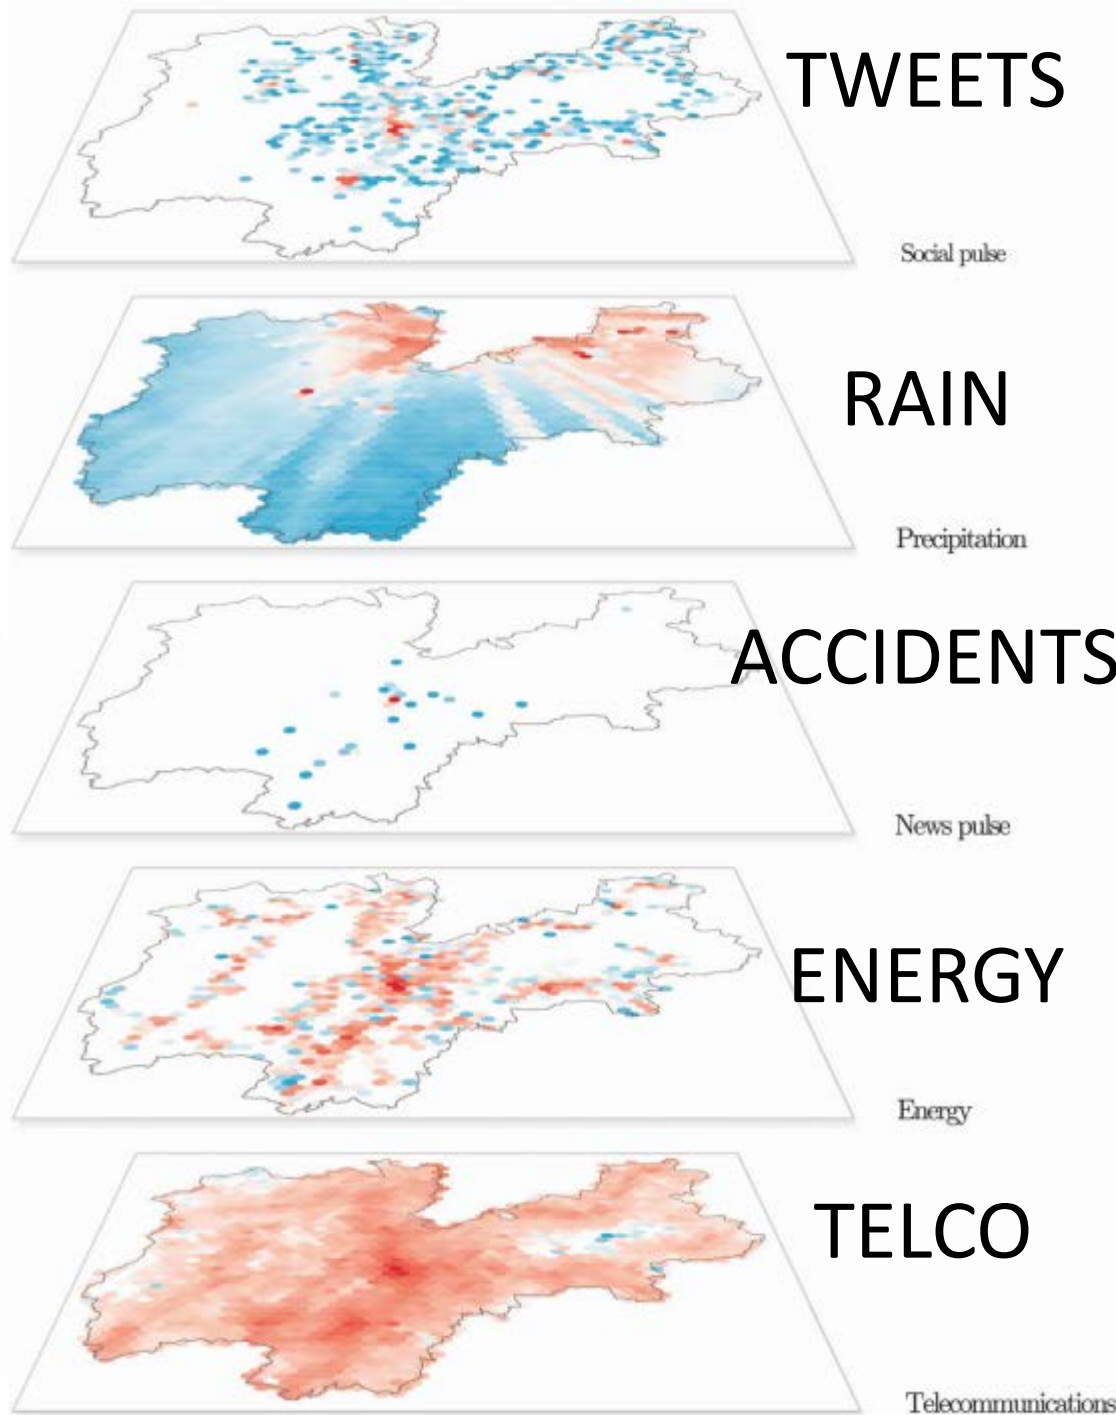 TWEETS
Social pulse
RAIN
Precipitation
ACCIDENTS
News pulse
ENERGY
Energy
TELCO
Telecommunications